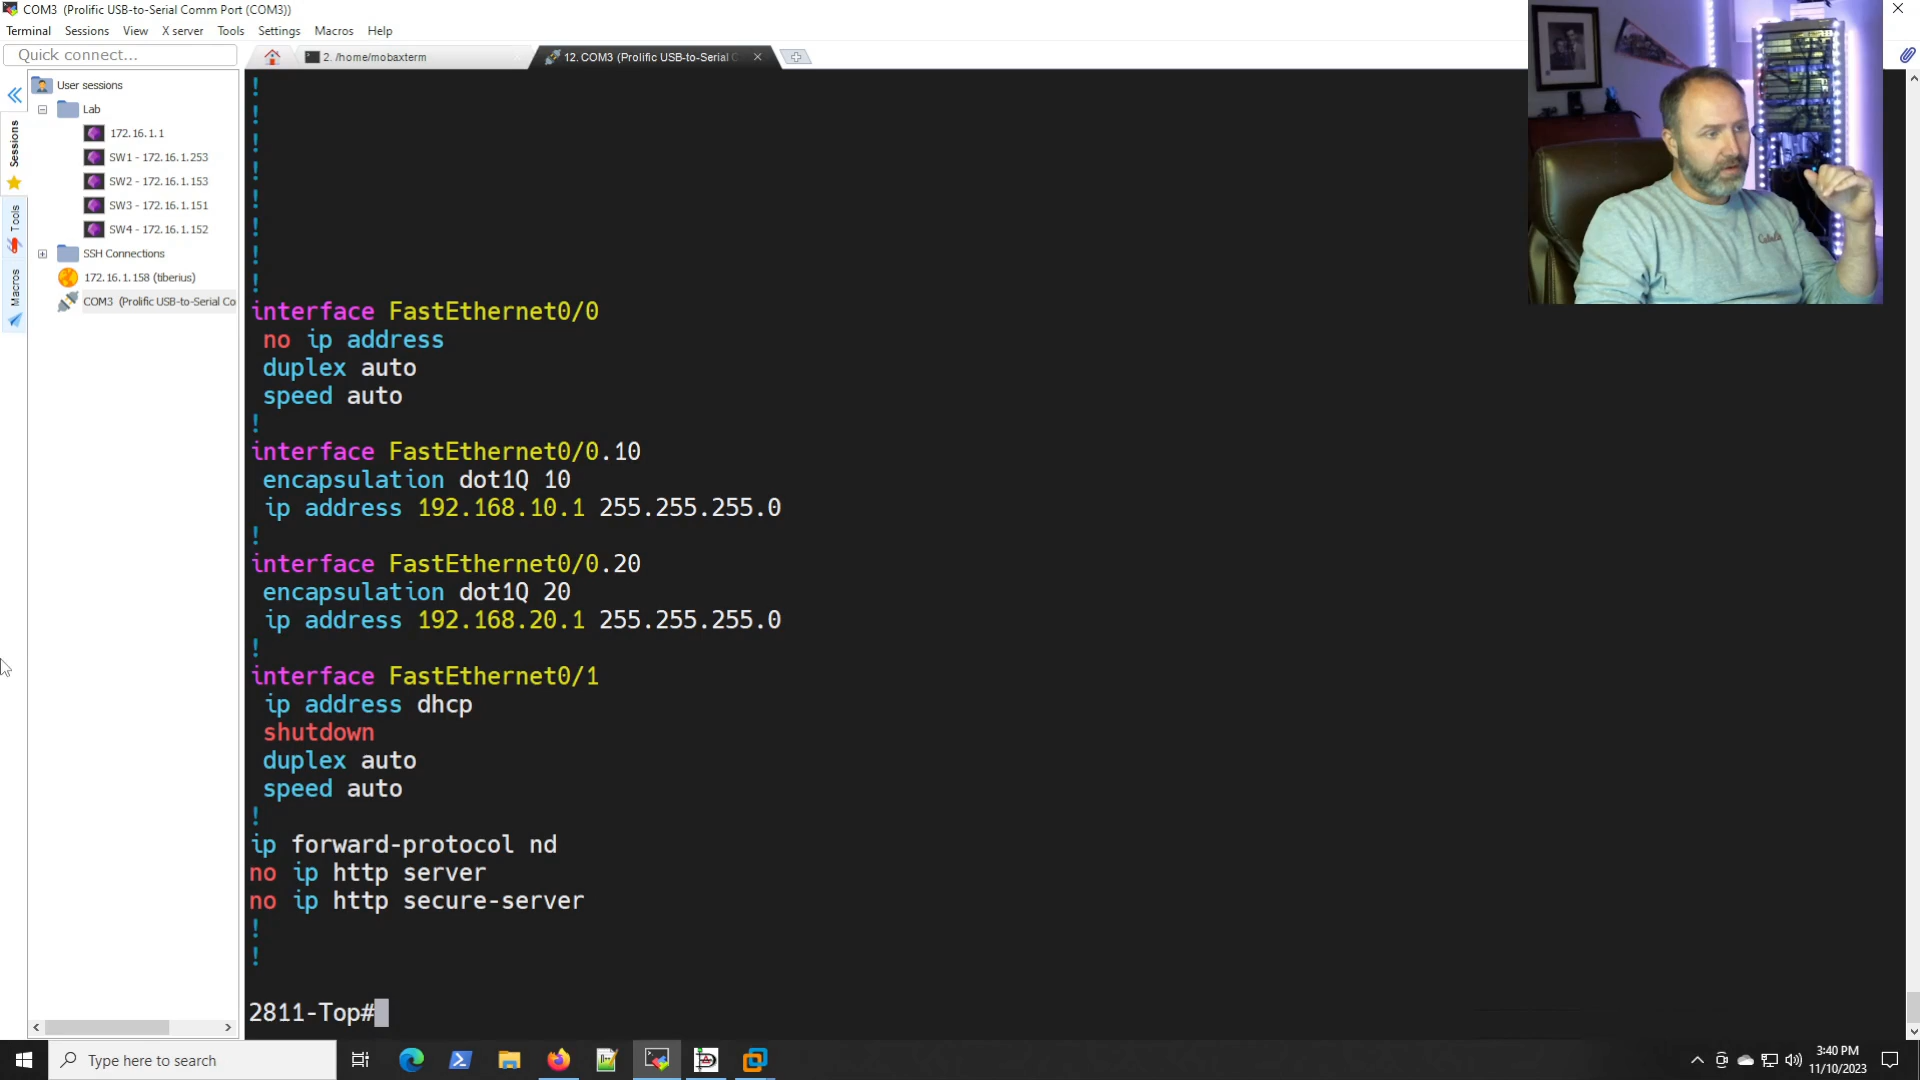 COM3 (Prolific USB-to-Serial Comm Port (COM3))
Terminal Sessions View X server Tools Settings Macros Help
Quick connect...
2. /home/mobaxterm
12. COM3 (Prolific USB-to-Serial C
User sessions
Lab
172.16.1.1
SW1 - 172.16.1.253
SW2 - 172.16.1.153
SW3 - 172.16.1.151
SW4 - 172.16.1.152
SSH Connections
172.16.1.158 (tiberius)
COM3 (Prolific USB-to-Serial Co
Sessions
Tools
Macros
!
!
!
!
!
!
!
!
interface FastEthernet0/0
no ip address
duplex auto
speed auto
!
interface FastEthernet0/0.10
encapsulation dot1Q 10
ip address 192.168.10.1 255.255.255.0
!
interface FastEthernet0/0.20
encapsulation dot1Q 20
ip address 192.168.20.1 255.255.255.0
!
interface FastEthernet0/1
ip address dhcp
shutdown
duplex auto
speed auto
!
ip forward-protocol nd
no ip http server
no ip http secure-server
!
!
2811-Top#
Type here to search
3:40 PM
11/10/2023